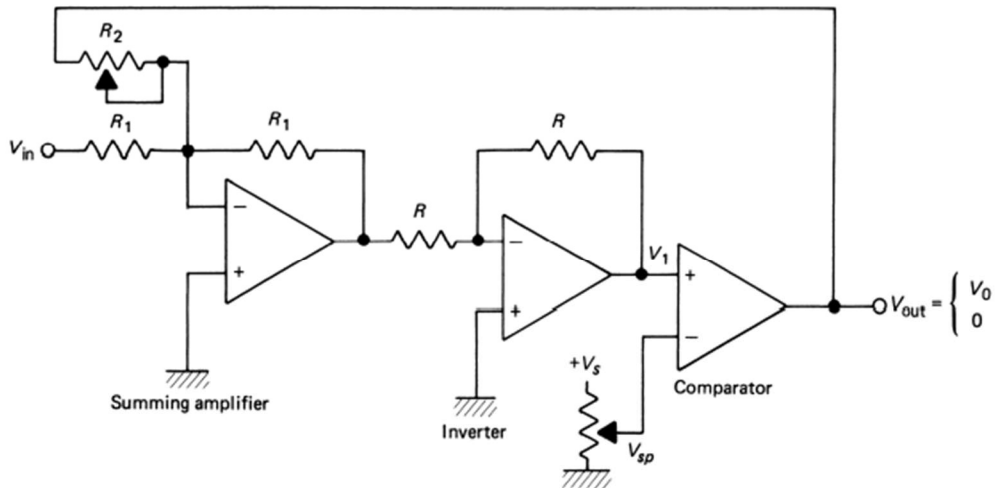 R2
R1
R1
R
Vin
−
+
Summing amplifier
R
−
+
Inverter
V1
+
−
Comparator
+Vs
Vsp
Vout = { V0
0